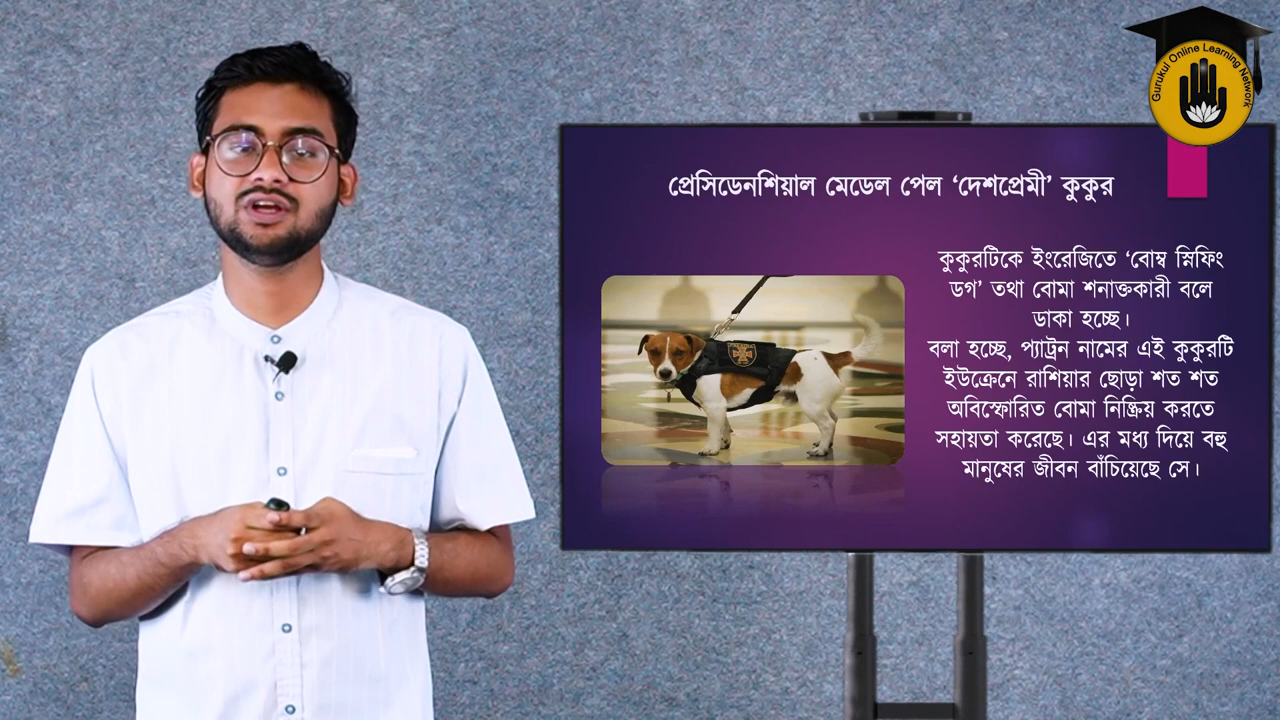 Gurukul Online Learning Network
প্রেসিডেনশিয়াল মেডেল পেল ‘দেশপ্রেমী’ কুকুর
কুকুরটিকে ইংরেজিতে ‘বোম্ব স্নিফিং
ডগ’ তথা বোমা শনাক্তকারী বলে
ডাকা হচ্ছে।
বলা হচ্ছে, প্যাট্রন নামের এই কুকুরটি
ইউক্রেনে রাশিয়ার ছোড়া শত শত
অবিস্ফোরিত বোমা নিষ্ক্রিয় করতে
সহায়তা করেছে। এর মধ্য দিয়ে বহু
মানুষের জীবন বাঁচিয়েছে সে।